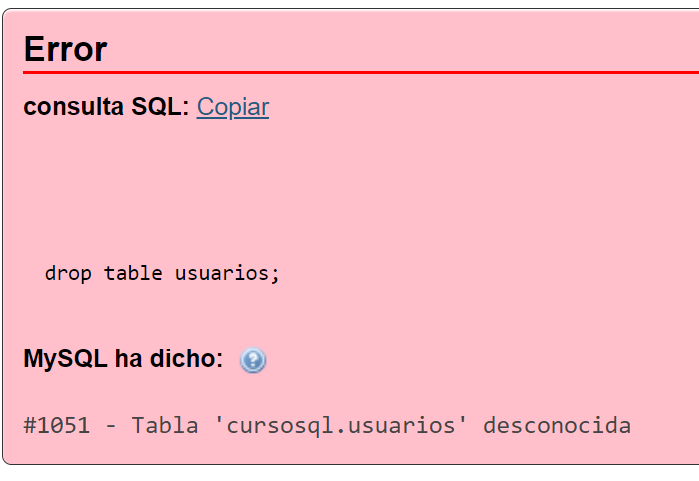 Error
consulta SQL: Copiar
drop table usuarios;
MySQL ha dicho:
#1051 - Tabla 'cursosql.usuarios' desconocida